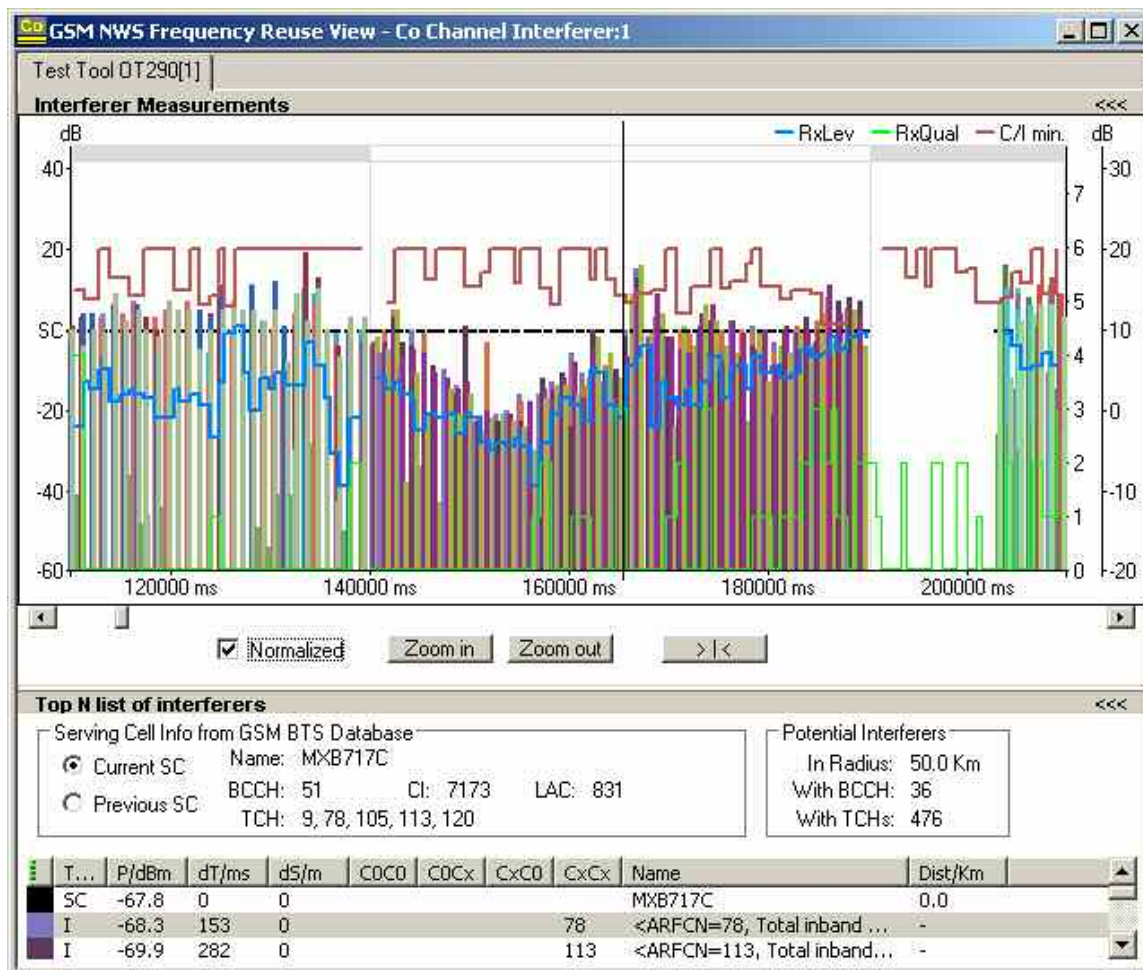 Co GSM NWS Frequency Reuse View - Co Channel Interferer:1
Test Tool OT290[1]
Interferer Measurements <<<
dB RxLev RxQual C/I min. dB
40 30
7
20 6 20
5
SC 10
4
-20 3 0
2
-40 -10
1
-60 0 -20
120000 ms 140000 ms 160000 ms 180000 ms 200000 ms
Normalized Zoom in Zoom out > | <
Top N list of interferers <<<
Serving Cell Info from GSM BTS Database Potential Interferers
Current SC Name: MXB717C In Radius: 50.0 Km
BCCH: 51 CI: 7173 LAC: 831 With BCCH: 36
Previous SC
TCH: 9, 78, 105, 113, 120 With TCHs: 476
T... P/dBm dT/ms dS/m C0C0 C0Cx CxC0 CxCx Name Dist/Km
SC -67.8 0 0 MXB717C 0.0
I -68.3 153 0 78 <ARFCN=78, Total inband ... -
I -69.9 282 0 113 <ARFCN=113, Total inband... -